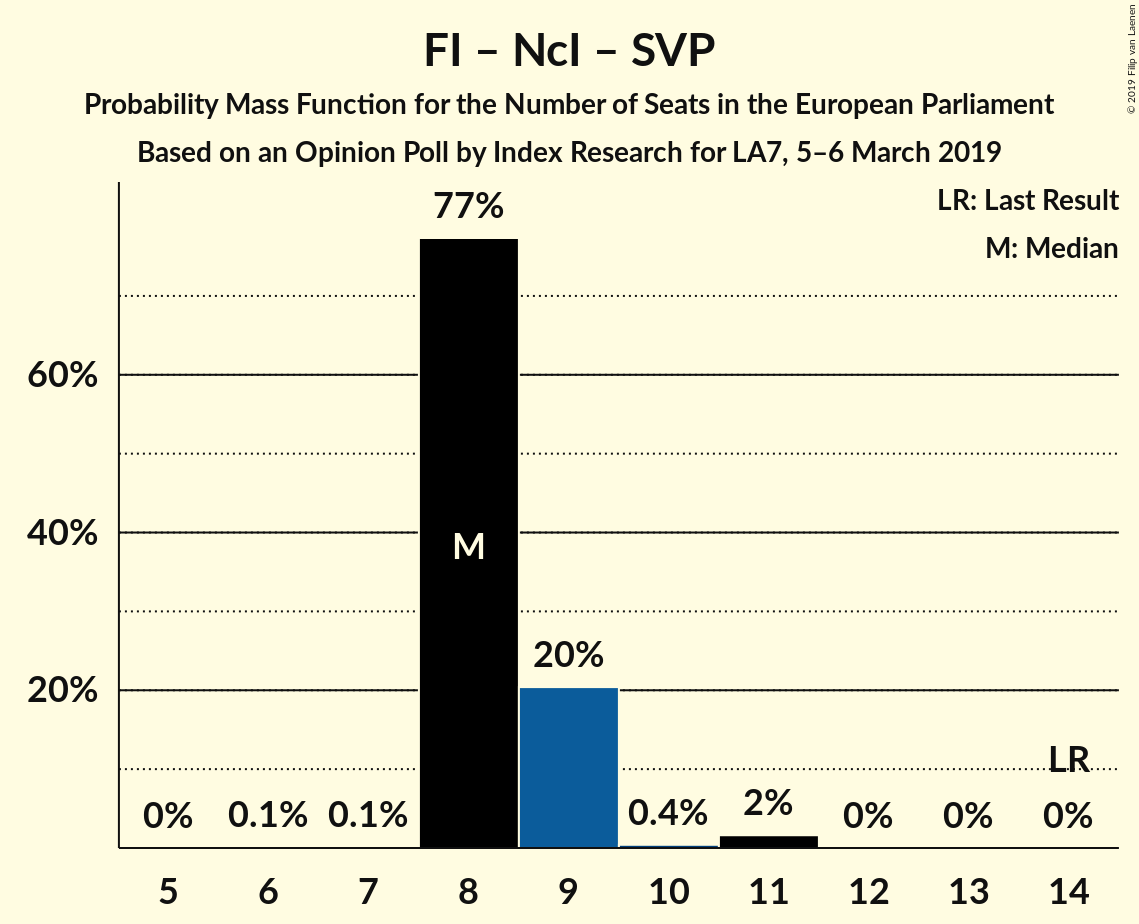 FI – NcI – SVP
Probability Mass Function for the Number of Seats in the European Parliament
Based on an Opinion Poll by Index Research for LA7, 5–6 March 2019
© 2019 Filip van Laenen
LR: Last Result
M: Median
77%
60%
40%
M
20%
20%
LR
0% 0.1% 0.1% 0.4% 2% 0% 0% 0%
5 6 7 8 9 10 11 12 13 14